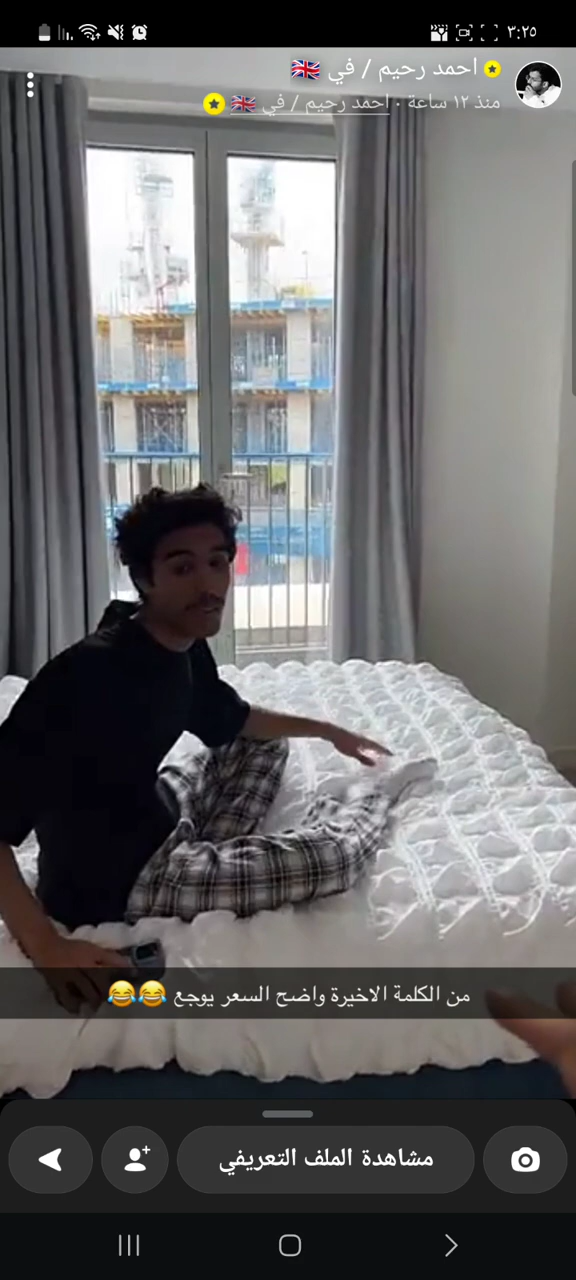 ٣:٢٥
احمد رحيم / في 🇬🇧
منذ ١٢ ساعة · احمد رحيم / في 🇬🇧
من الكلمة الاخيرة واضح السعر يوجع 😂😂
مشاهدة الملف التعريفي